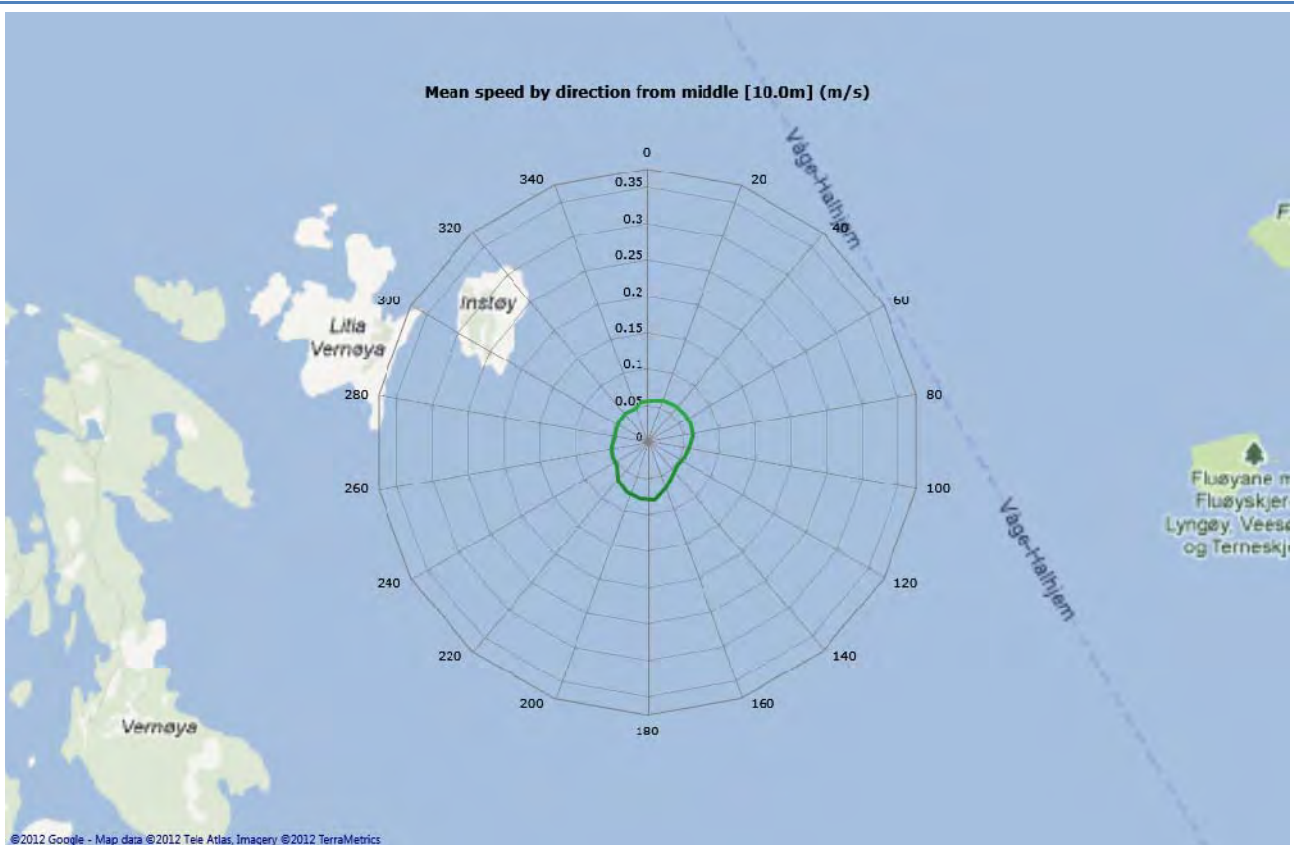 Mean speed by direction from middle [10.0m] (m/s)
Våge-Halhjem
0
340
20
0.35
320
40
0.3
0.25
300
60
Instøy
0.2
Litla
Vernøya
0.15
0.1
280
80
0.05
0
260
100
Fluøyane m
Fluøyskjer
Lyngøy, Veesø
og Terneskje
Våge-Halhjem
240
120
220
140
200
160
180
Vernøya
©2012 Google - Map data ©2012 Tele Atlas, Imagery ©2012 TerraMetrics